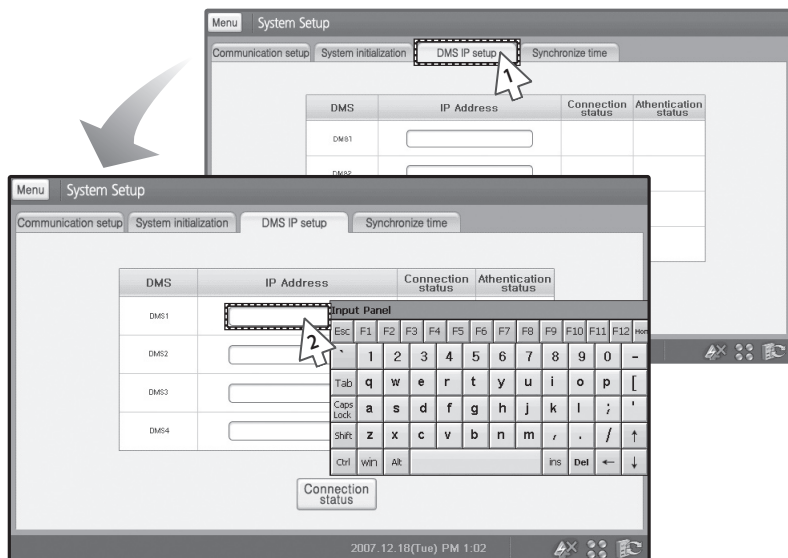 Menu System Setup
Communication setup System initialization DMS IP setup Synchronize time
1
DMS IP Address Connection status Athentication status
DMS1
DMS2
Menu System Setup
Communication setup System initialization DMS IP setup Synchronize time
DMS IP Address Connection status Athentication status
DMS1
DMS2
DMS3
DMS4
2
Input Panel
Esc F1 F2 F3 F4 F5 F6 F7 F8 F9 F10 F11 F12 Hom
` 1 2 3 4 5 6 7 8 9 0 -
Tab q w e r t y u i o p [
Caps Lock a s d f g h j k l ; '
Shift z x c v b n m , . / ↑
Ctrl win Alt ins Del ← ↓
Connection status
2007.12.18(Tue) PM 1:02